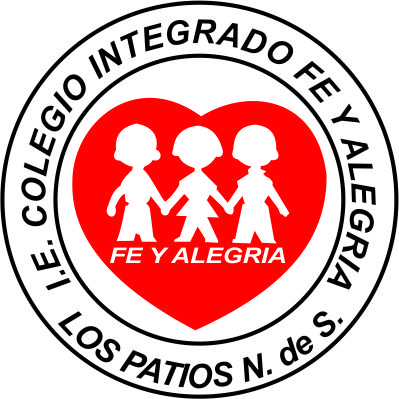 I.E. COLEGIO INTEGRADO FE Y ALEGRIA
FE Y ALEGRIA
LOS PATIOS N. de S.